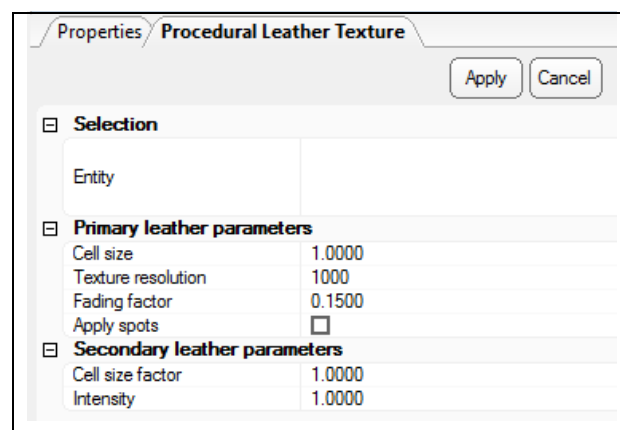 Properties Procedural Leather Texture
Apply Cancel
Selection
Entity
Primary leather parameters
Cell size 1.0000
Texture resolution 1000
Fading factor 0.1500
Apply spots
Secondary leather parameters
Cell size factor 1.0000
Intensity 1.0000